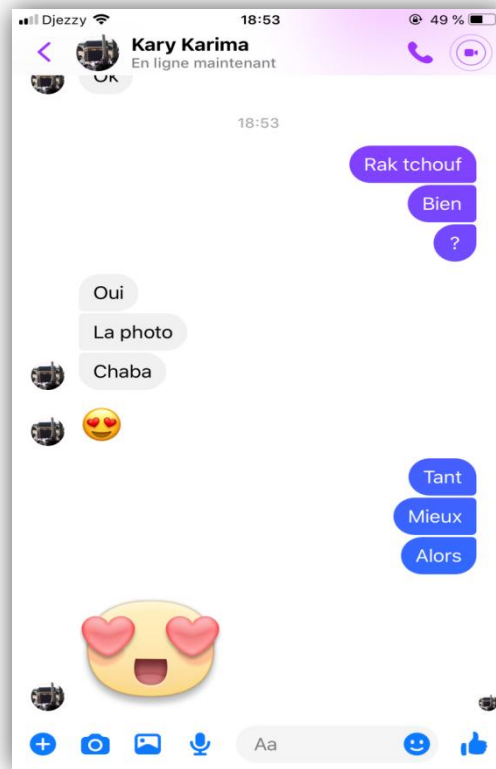 Djezzy 18:53 49 %
Kary Karima
En ligne maintenant
Ok
18:53
Rak tchouf
Bien
?
Oui
La photo
Chaba
Tant
Mieux
Alors
Aa